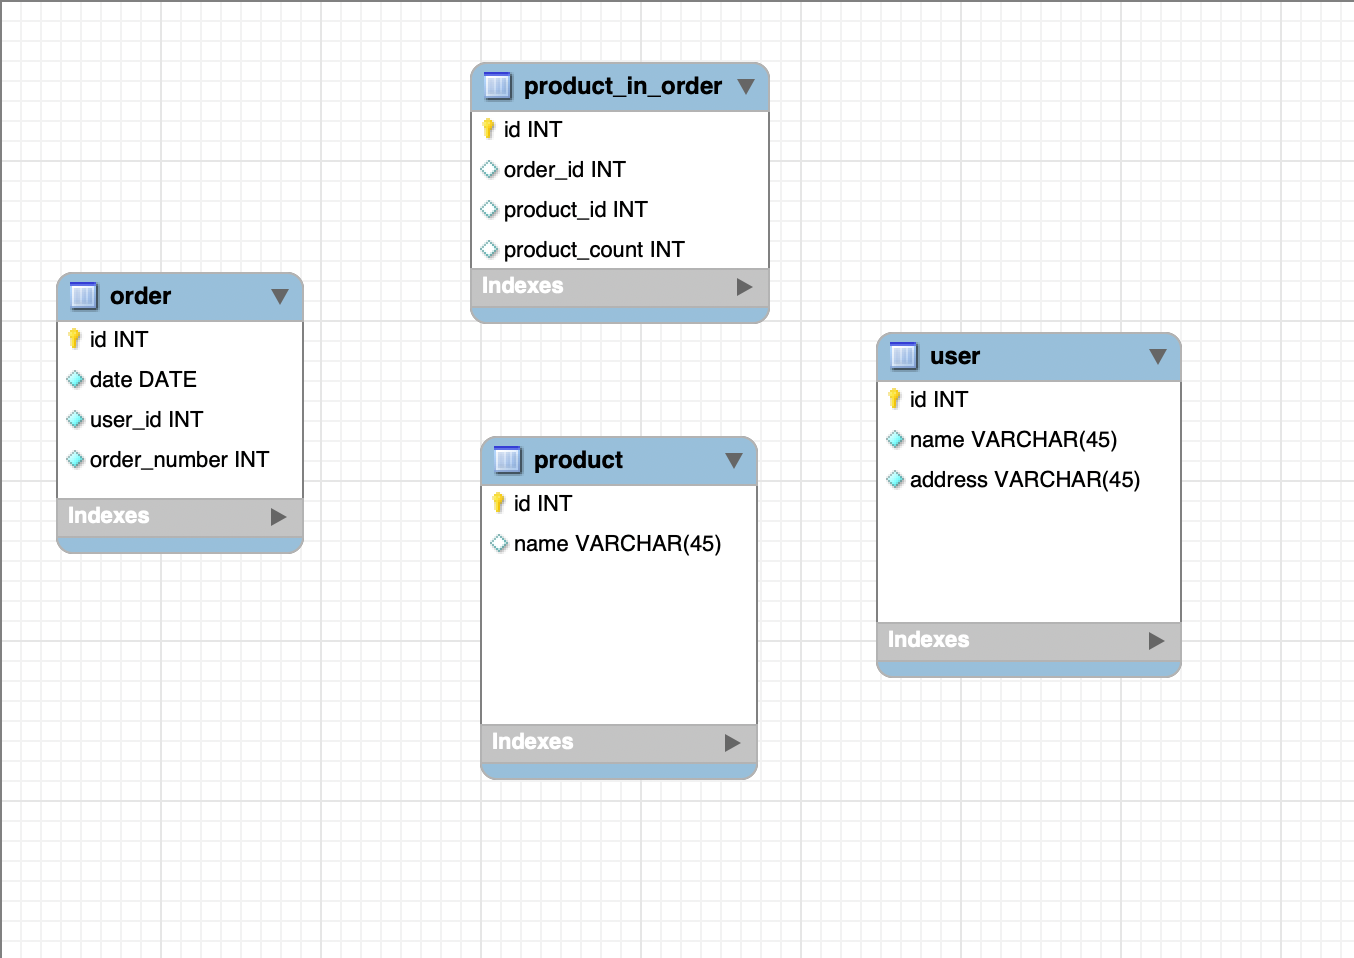 product_in_order
id INT
order_id INT
product_id INT
product_count INT
Indexes
order
id INT
date DATE
user_id INT
order_number INT
Indexes
user
id INT
name VARCHAR(45)
address VARCHAR(45)
Indexes
product
id INT
name VARCHAR(45)
Indexes